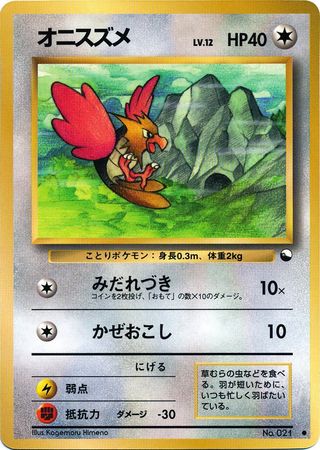 オニスズメ LV.12 HP40
ことりポケモン：身長0.3m、体重2kg
みだれづき 10×
コインを2枚投げ、「おもて」の数×10のダメージ。
かぜおこし 10
にげる
弱点
抵抗力 ダメージ -30
草むらの虫などを食べ
る。羽が短いために、
いつも忙しく羽ばた
いている。
Illus. Kagemaru Himeno
No. 021 ●